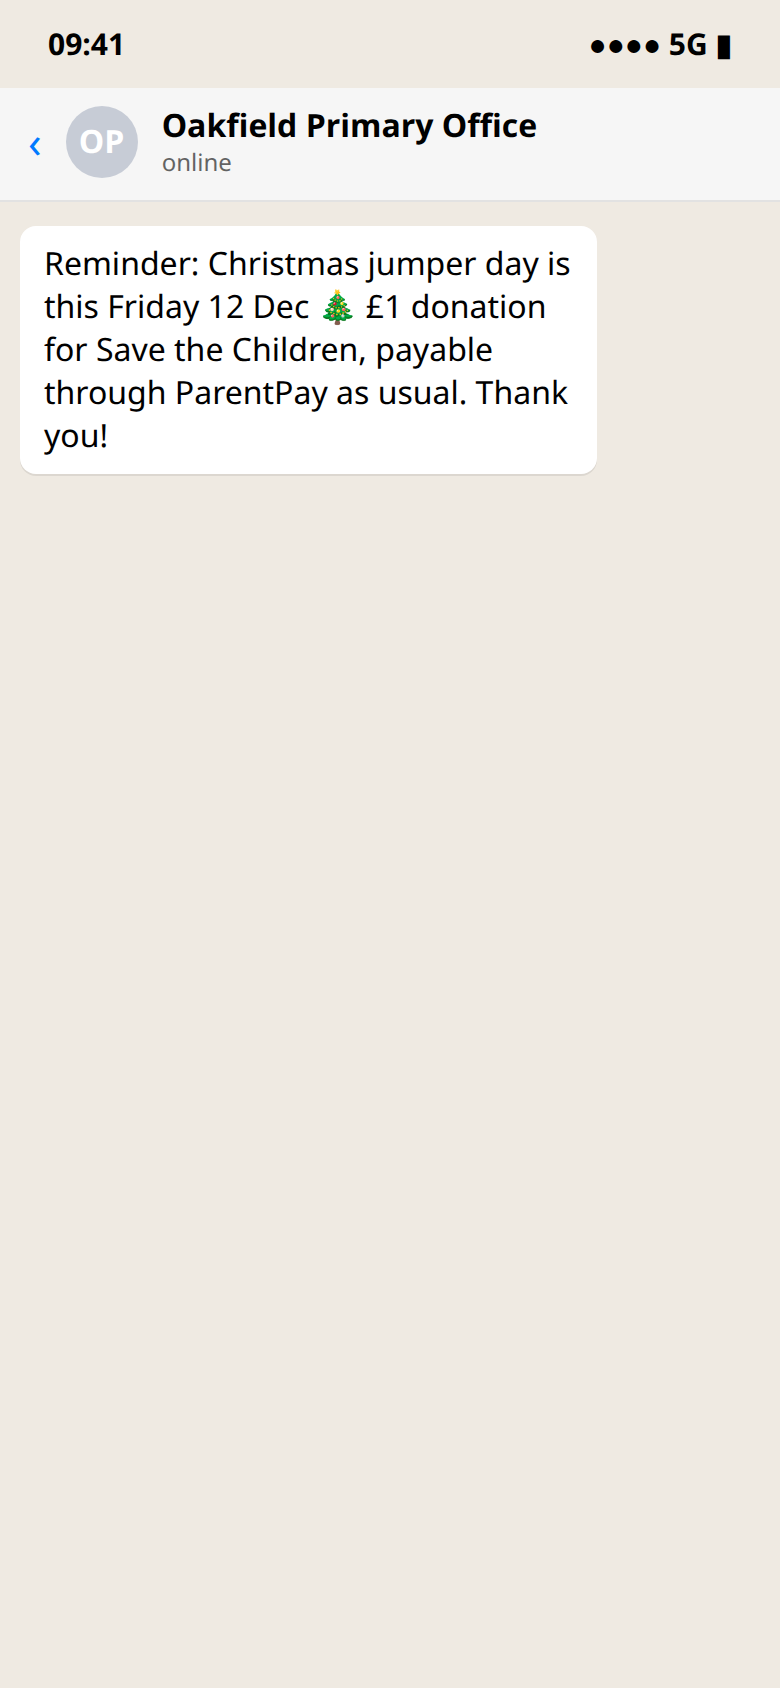 09:41
●●●● 5G ▮
‹
OP
Oakfield Primary Office
online
Reminder: Christmas jumper day is
this Friday 12 Dec 🎄 £1 donation
for Save the Children, payable
through ParentPay as usual. Thank
you!